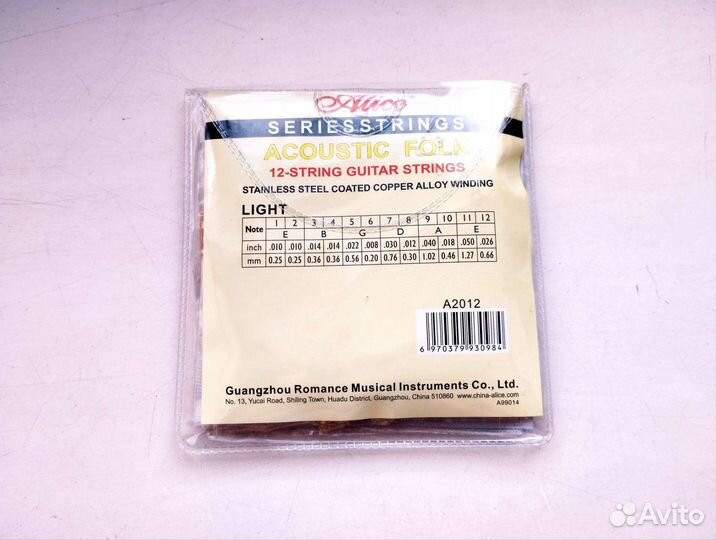 Alice
SERIES STRINGS
ACOUSTIC FOLK
12-STRING GUITAR STRINGS
STAINLESS STEEL COATED COPPER ALLOY WINDING
LIGHT
Note 1 2 3 4 5 6 7 8 9 10 11 12
E B G D A E
inch .010 .010 .014 .014 .022 .008 .030 .012 .040 .018 .050 .026
mm 0.25 0.25 0.36 0.36 0.56 0.20 0.76 0.30 1.02 0.46 1.27 0.66
A2012
6 970379 930984
Guangzhou Romance Musical Instruments Co., Ltd.
No. 13, Yucai Road, Shiling Town, Huadu District, Guangzhou, China 510860 www.china-alice.com
A99014
Avito